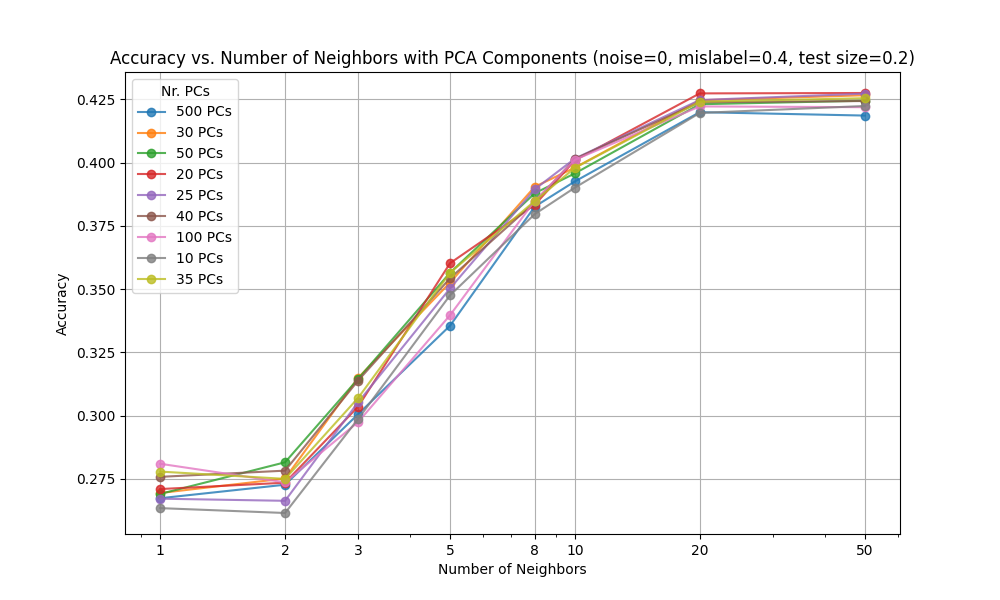 Accuracy vs. Number of Neighbors with PCA Components (noise=0, mislabel=0.4, test size=0.2)
Nr. PCs
500 PCs
30 PCs
50 PCs
20 PCs
25 PCs
40 PCs
100 PCs
10 PCs
35 PCs
Accuracy
0.425
0.400
0.375
0.350
0.325
0.300
0.275
1 2 3 5 8 10 20 50
Number of Neighbors